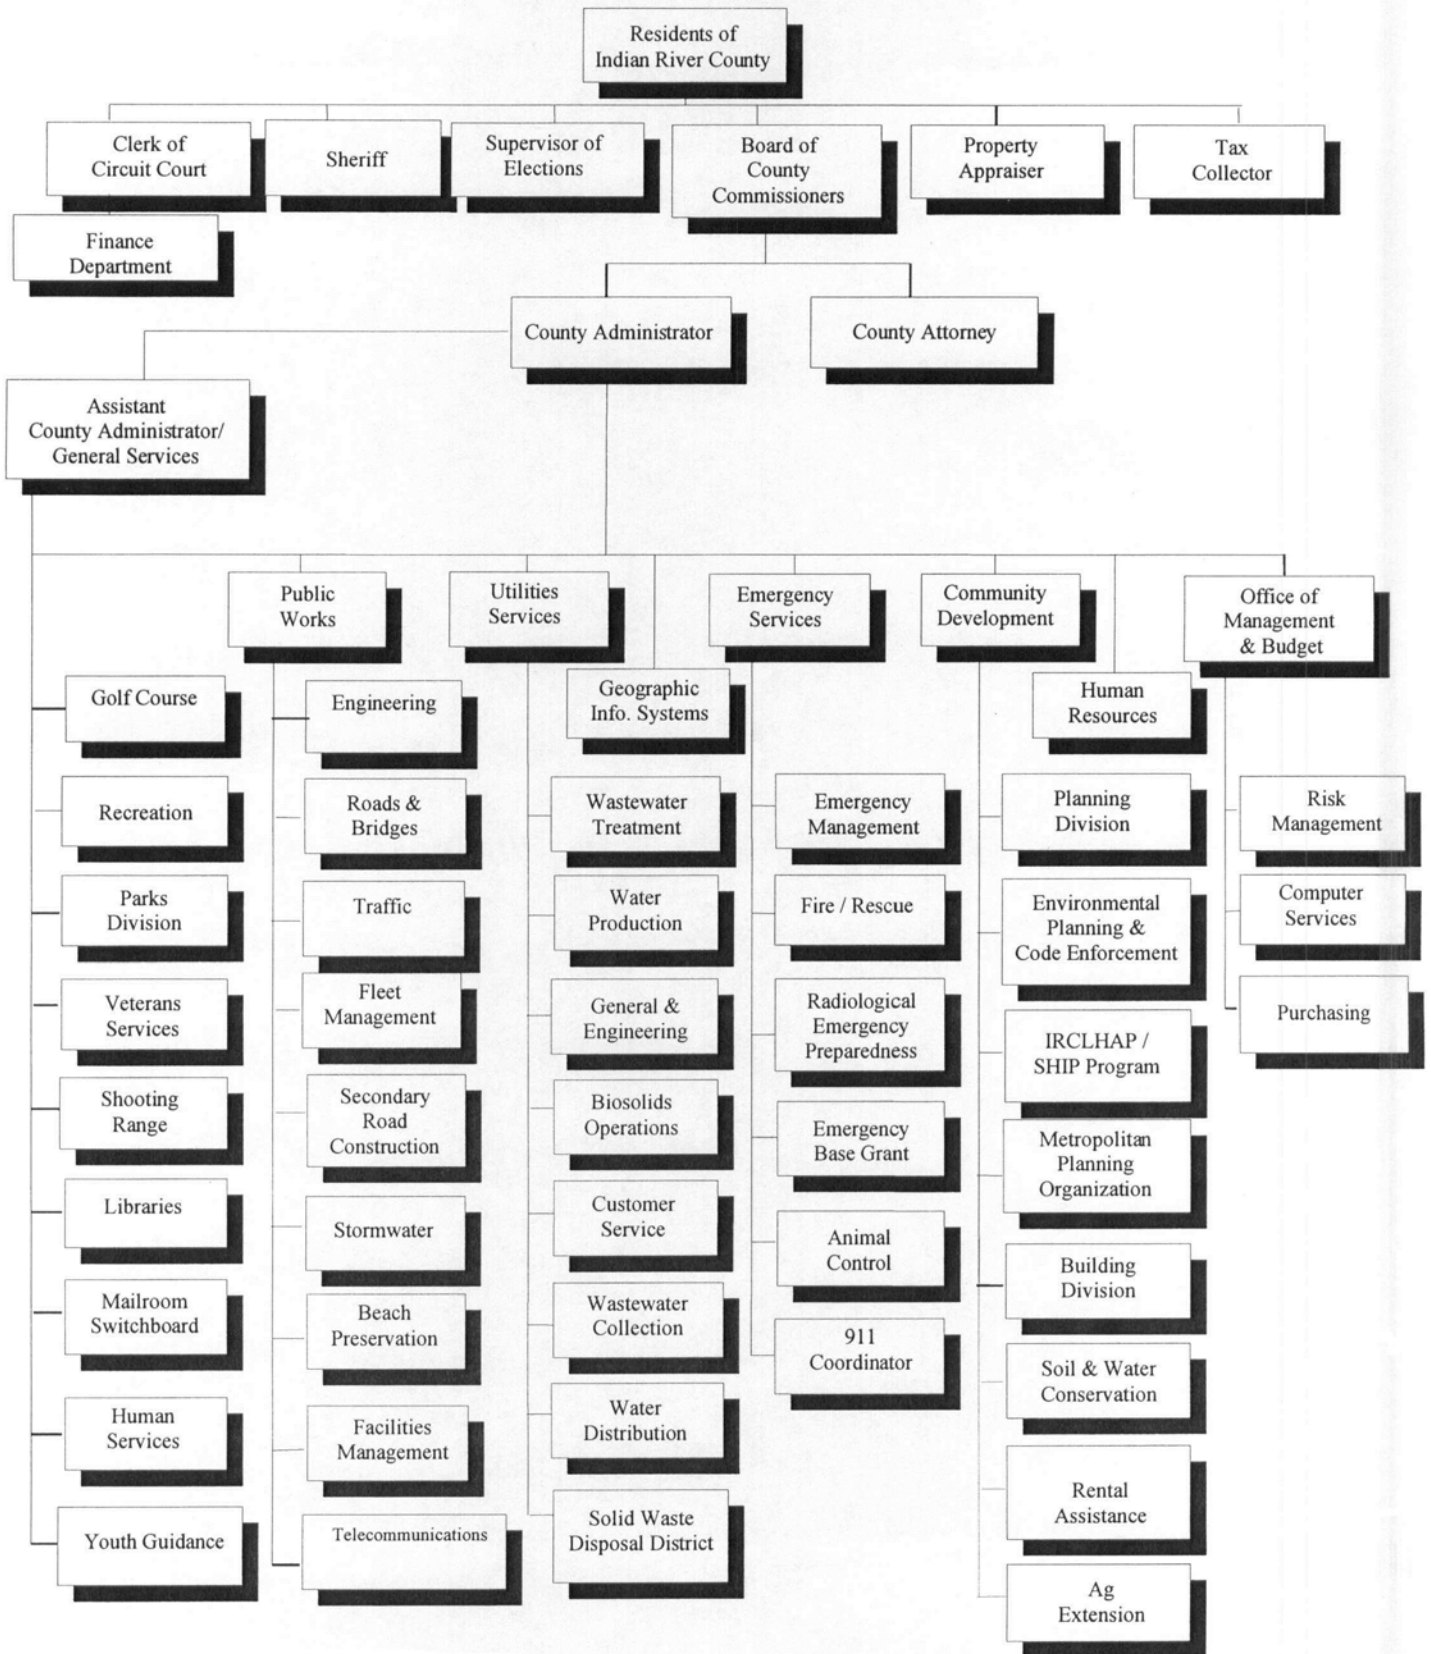 Residents of
Indian River County
Clerk of
Circuit Court
Sheriff
Supervisor of
Elections
Board of
County
Commissioners
Property
Appraiser
Tax
Collector
Finance
Department
County Administrator
County Attorney
Assistant
County Administrator/
General Services
Public
Works
Utilities
Services
Emergency
Services
Community
Development
Office of
Management
& Budget
Geographic
Info. Systems
Human
Resources
Golf Course
Recreation
Parks
Division
Veterans
Services
Shooting
Range
Libraries
Mailroom
Switchboard
Human
Services
Youth Guidance
Engineering
Roads &
Bridges
Traffic
Fleet
Management
Secondary
Road
Construction
Stormwater
Beach
Preservation
Facilities
Management
Telecommunications
Wastewater
Treatment
Water
Production
General &
Engineering
Biosolids
Operations
Customer
Service
Wastewater
Collection
Water
Distribution
Solid Waste
Disposal District
Emergency
Management
Fire / Rescue
Radiological
Emergency
Preparedness
Emergency
Base Grant
Animal
Control
911
Coordinator
Planning
Division
Environmental
Planning &
Code Enforcement
IRCLHAP /
SHIP Program
Metropolitan
Planning
Organization
Building
Division
Soil & Water
Conservation
Rental
Assistance
Ag
Extension
Risk
Management
Computer
Services
Purchasing